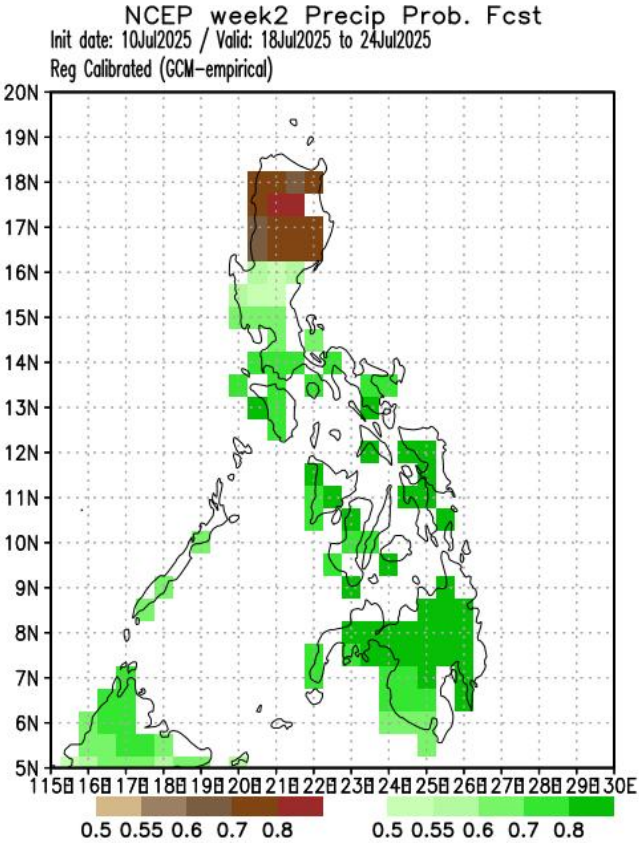 NCEP week2 Precip Prob. Fcst
Init date: 10Jul2025 / Valid: 18Jul2025 to 24Jul2025
Reg Calibrated (GCM-empirical)
20N
19N
18N
17N
16N
15N
14N
13N
12N
11N
10N
9N
8N
7N
6N
5N
115E 116E 117E 118E 119E 120E 121E 122E 123E 124E 125E 126E 127E 128E 129E 130E
0.5 0.55 0.6 0.7 0.8 0.5 0.55 0.6 0.7 0.8